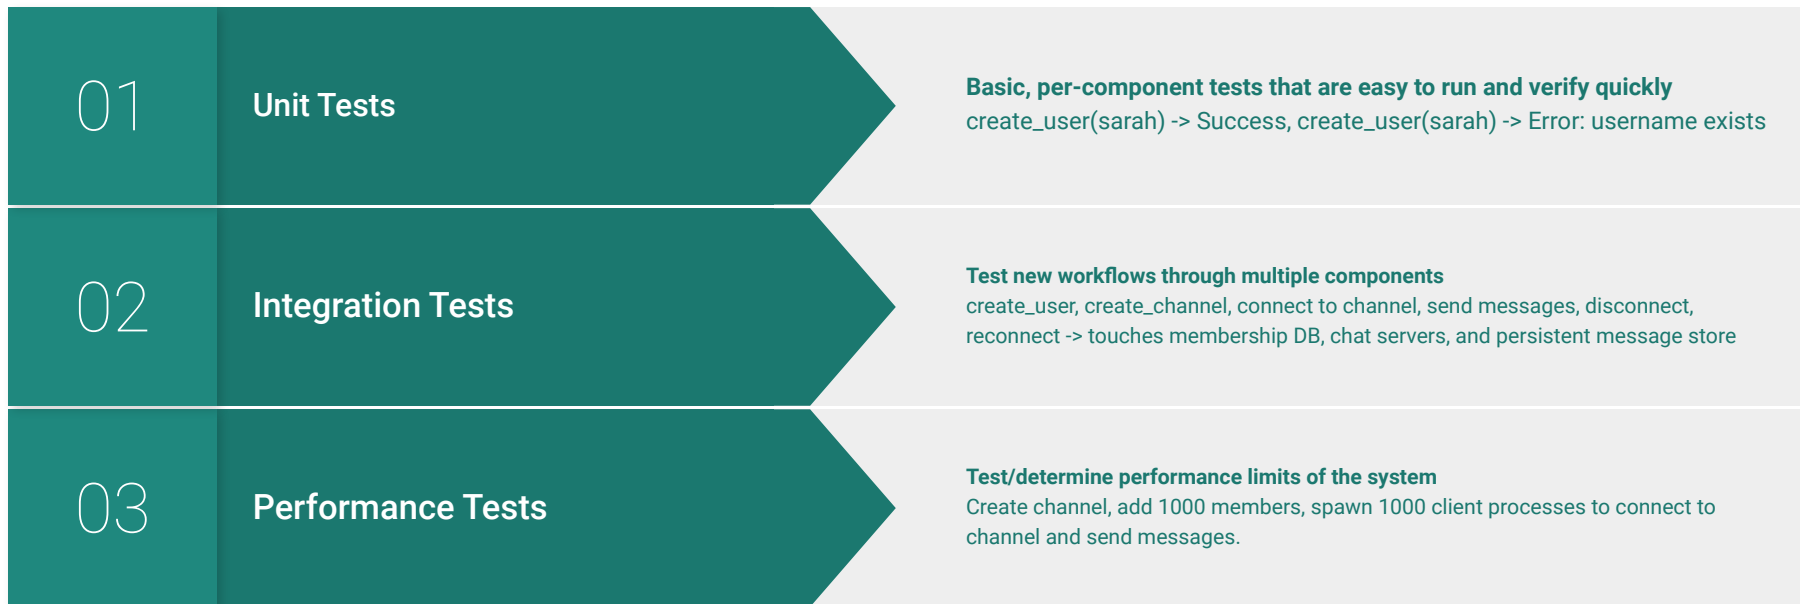 01
Unit Tests
Basic, per-component tests that are easy to run and verify quickly
create_user(sarah) -> Success, create_user(sarah) -> Error: username exists
02
Integration Tests
Test new workflows through multiple components
create_user, create_channel, connect to channel, send messages, disconnect,
reconnect -> touches membership DB, chat servers, and persistent message store
03
Performance Tests
Test/determine performance limits of the system
Create channel, add 1000 members, spawn 1000 client processes to connect to
channel and send messages.